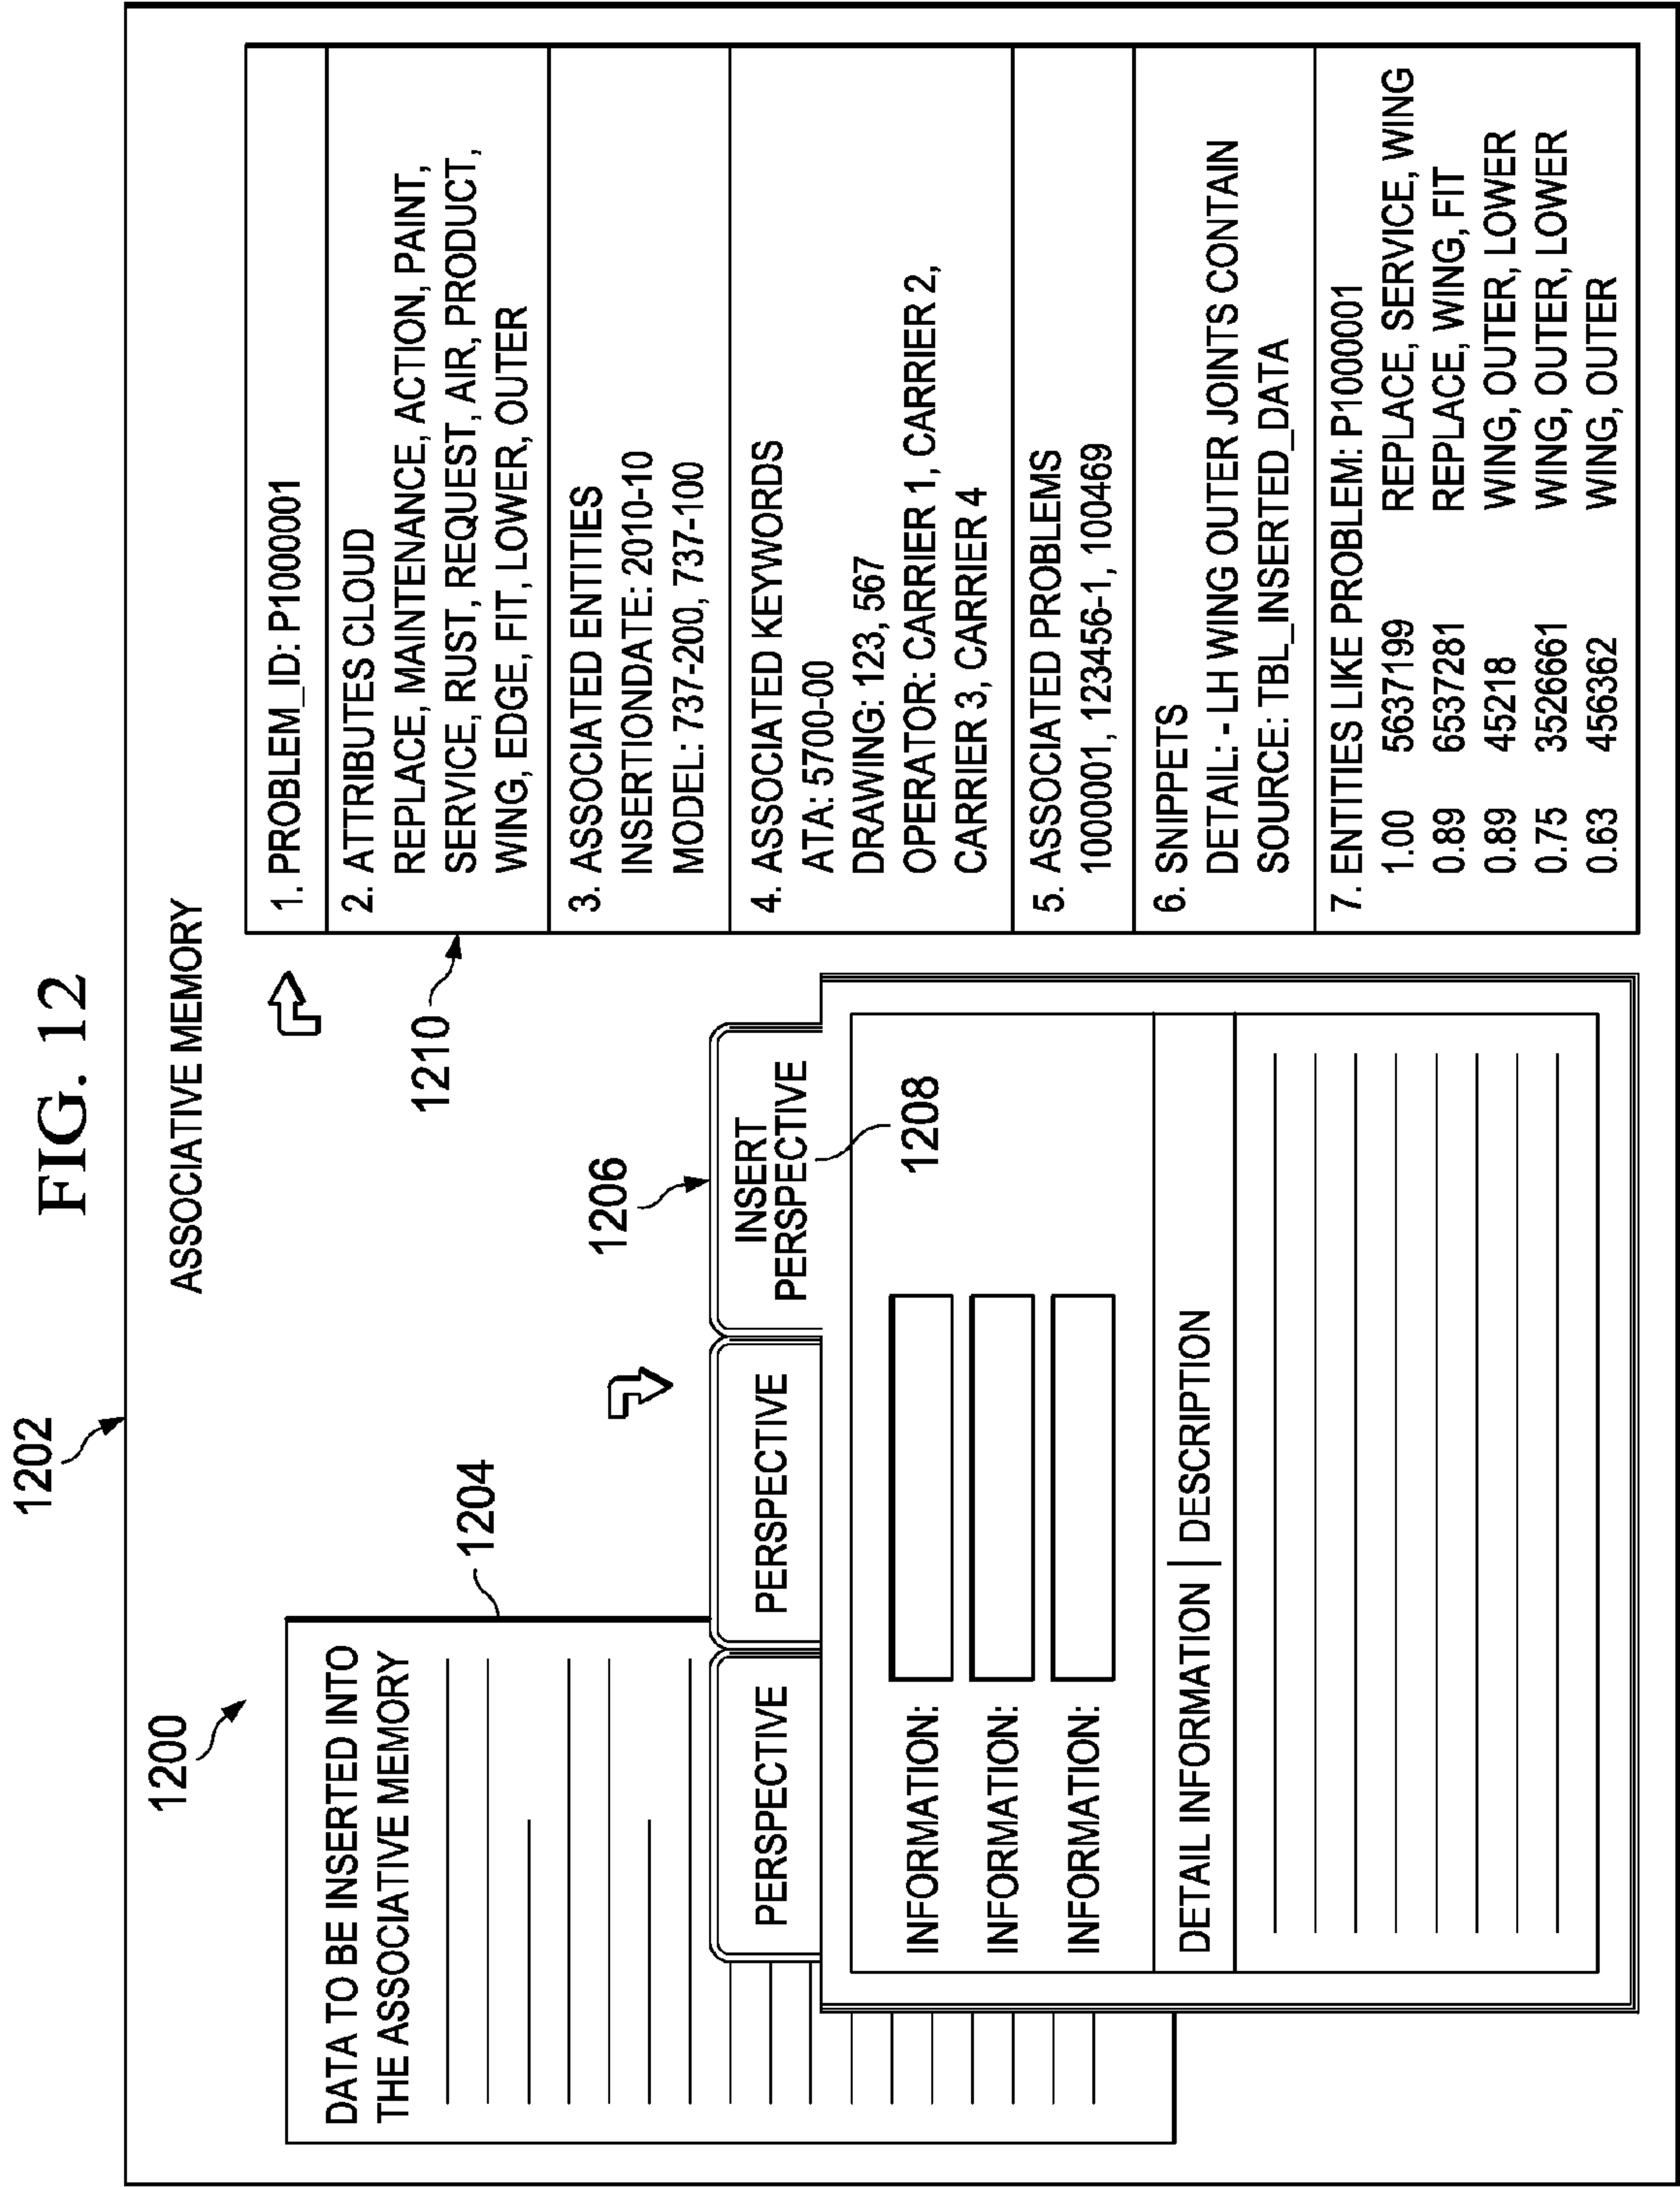 FIG. 12
1202
1200
ASSOCIATIVE MEMORY
DATA TO BE INSERTED INTO
THE ASSOCIATIVE MEMORY
1204
1206
PERSPECTIVE
PERSPECTIVE
INSERT
PERSPECTIVE
1208
INFORMATION:
INFORMATION:
INFORMATION:
DETAIL INFORMATION | DESCRIPTION
1210
1. PROBLEM_ID: P1000001
2. ATTRIBUTES CLOUD
REPLACE, MAINTENANCE, ACTION, PAINT,
SERVICE, RUST, REQUEST, AIR, PRODUCT,
WING, EDGE, FIT, LOWER, OUTER
3. ASSOCIATED ENTITIES
INSERTIONDATE: 2010-10
MODEL: 737-200, 737-100
4. ASSOCIATED KEYWORDS
ATA: 5700-00
DRAWING: 123, 567
OPERATOR: CARRIER 1, CARRIER 2,
CARRIER 3, CARRIER 4
5. ASSOCIATED PROBLEMS
1000001, 123456-1, 100469
6. SNIPPETS
DETAIL: - LH WING OUTER JOINTS CONTAIN
SOURCE: TBL_INSERTED_DATA
7. ENTITIES LIKE PROBLEM: P1000001
1.00 5637199 REPLACE, SERVICE, WING
0.89 6537281 REPLACE, WING, FIT
0.89 45218 WING, OUTER, LOWER
0.75 3526661 WING, OUTER, LOWER
0.63 456362 WING, OUTER